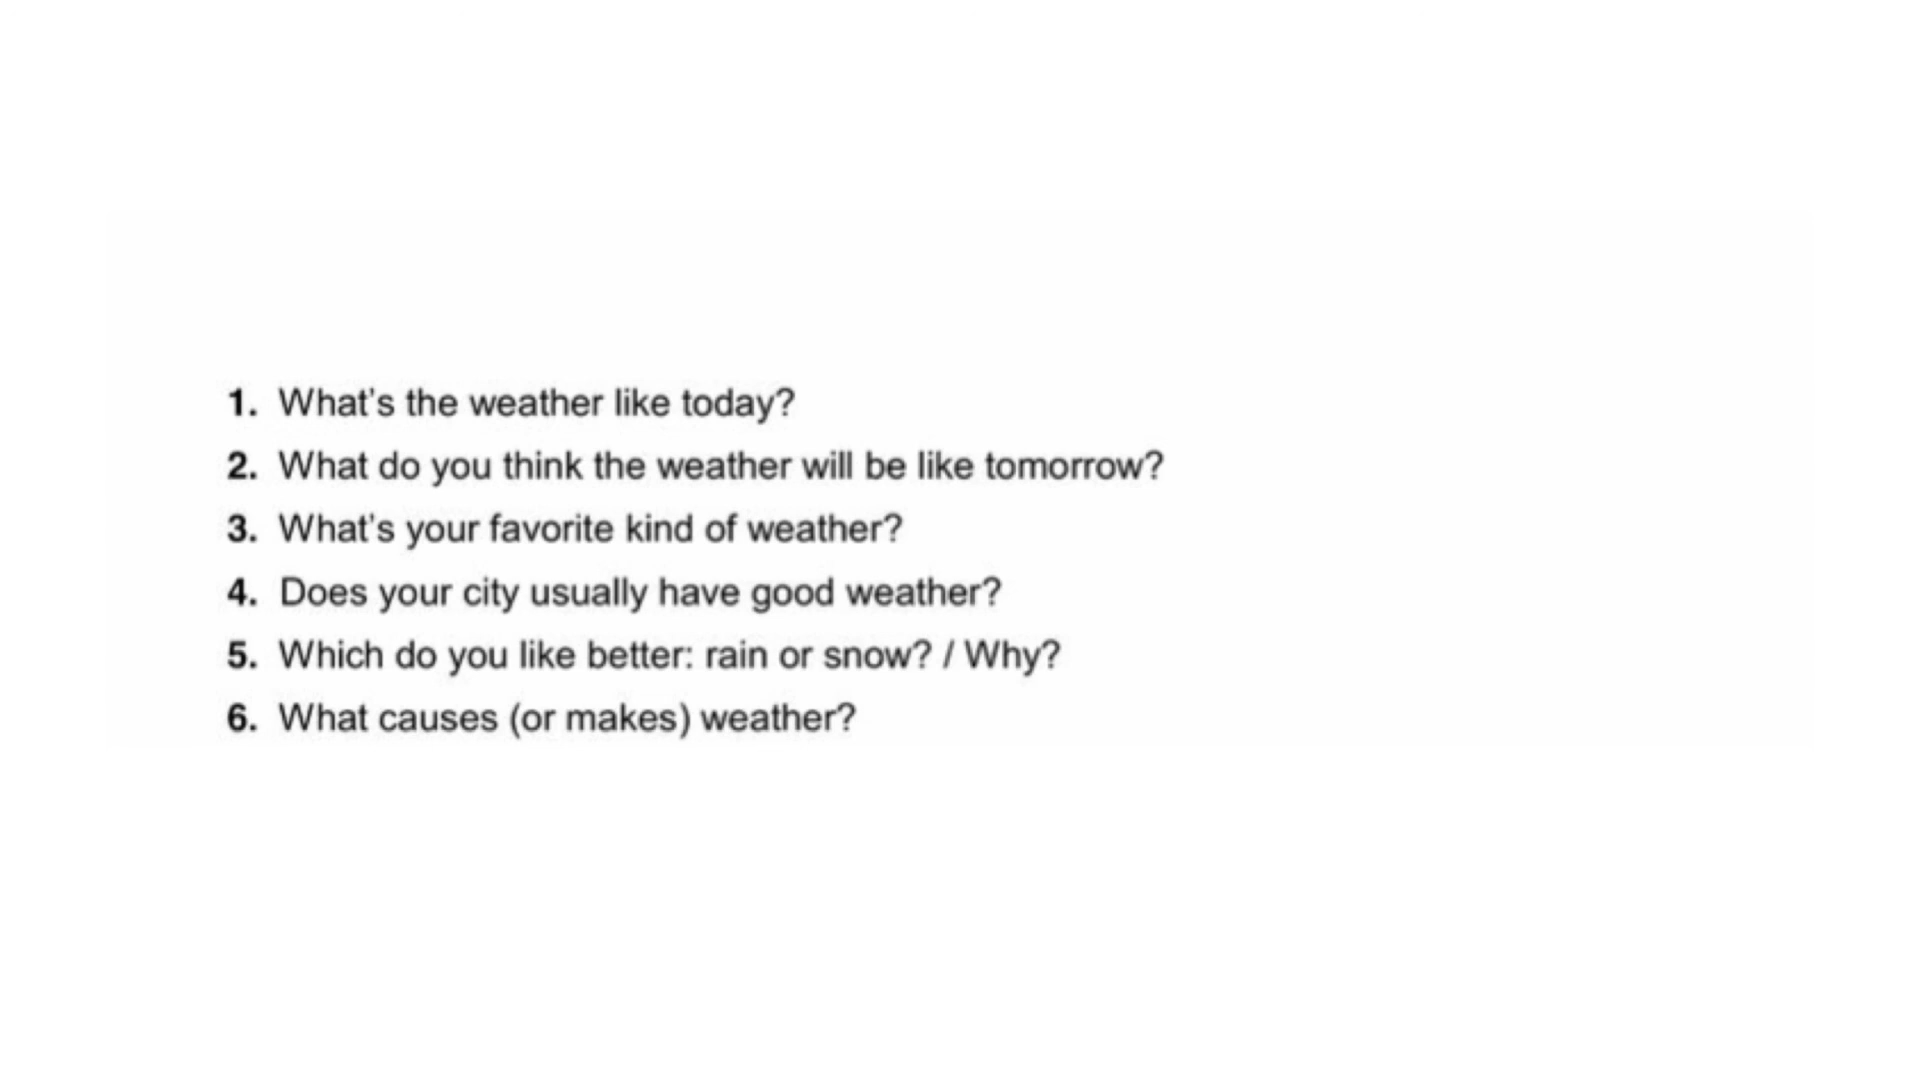 1. What's the weather like today?
2. What do you think the weather will be like tomorrow?
3. What's your favorite kind of weather?
4. Does your city usually have good weather?
5. Which do you like better: rain or snow? / Why?
6. What causes (or makes) weather?